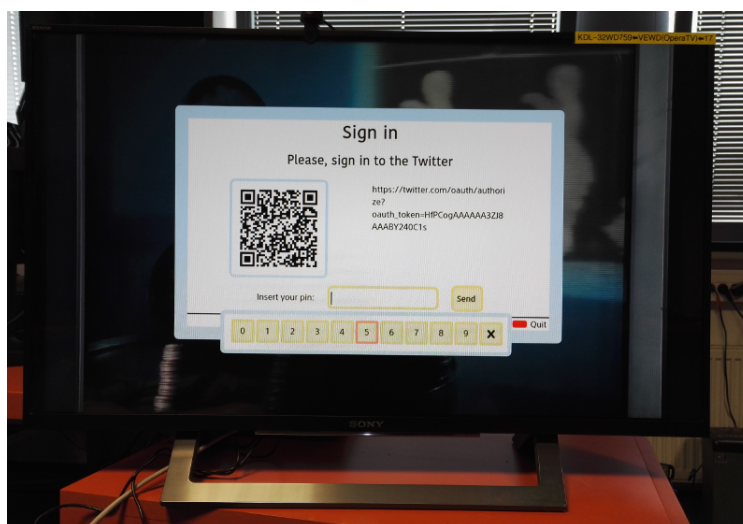 KDL-32WD759=VEWD(OperaTV)=17
Sign in
Please, sign in to the Twitter
https://twitter.com/oauth/authori
ze?
oauth_token=HfPCogAAAAAA3ZJ8
AAABY240C1s
Insert your pin:
Send
Quit
0 1 2 3 4 5 6 7 8 9 X
SONY